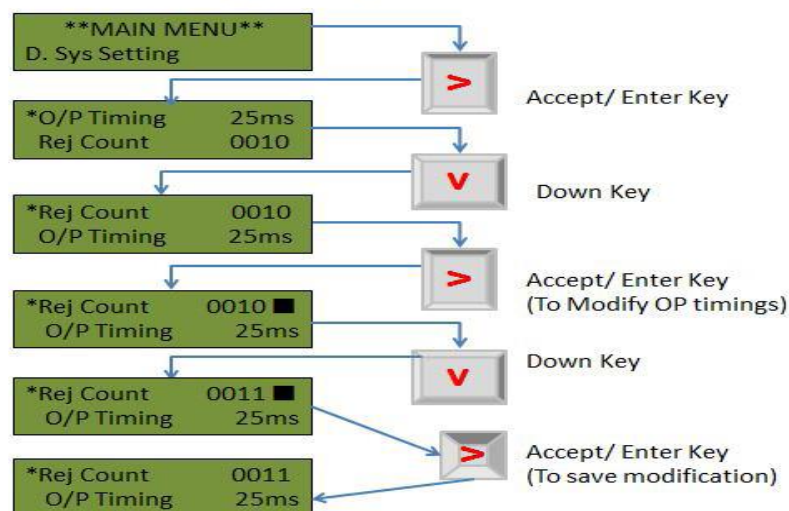 **MAIN MENU**
D. Sys Setting
>
Accept/ Enter Key
*O/P Timing 25ms
Rej Count 0010
v
Down Key
*Rej Count 0010
O/P Timing 25ms
>
Accept/ Enter Key
(To Modify OP timings)
*Rej Count 0010 ■
O/P Timing 25ms
v
Down Key
*Rej Count 0011 ■
O/P Timing 25ms
>
Accept/ Enter Key
(To save modification)
*Rej Count 0011
O/P Timing 25ms